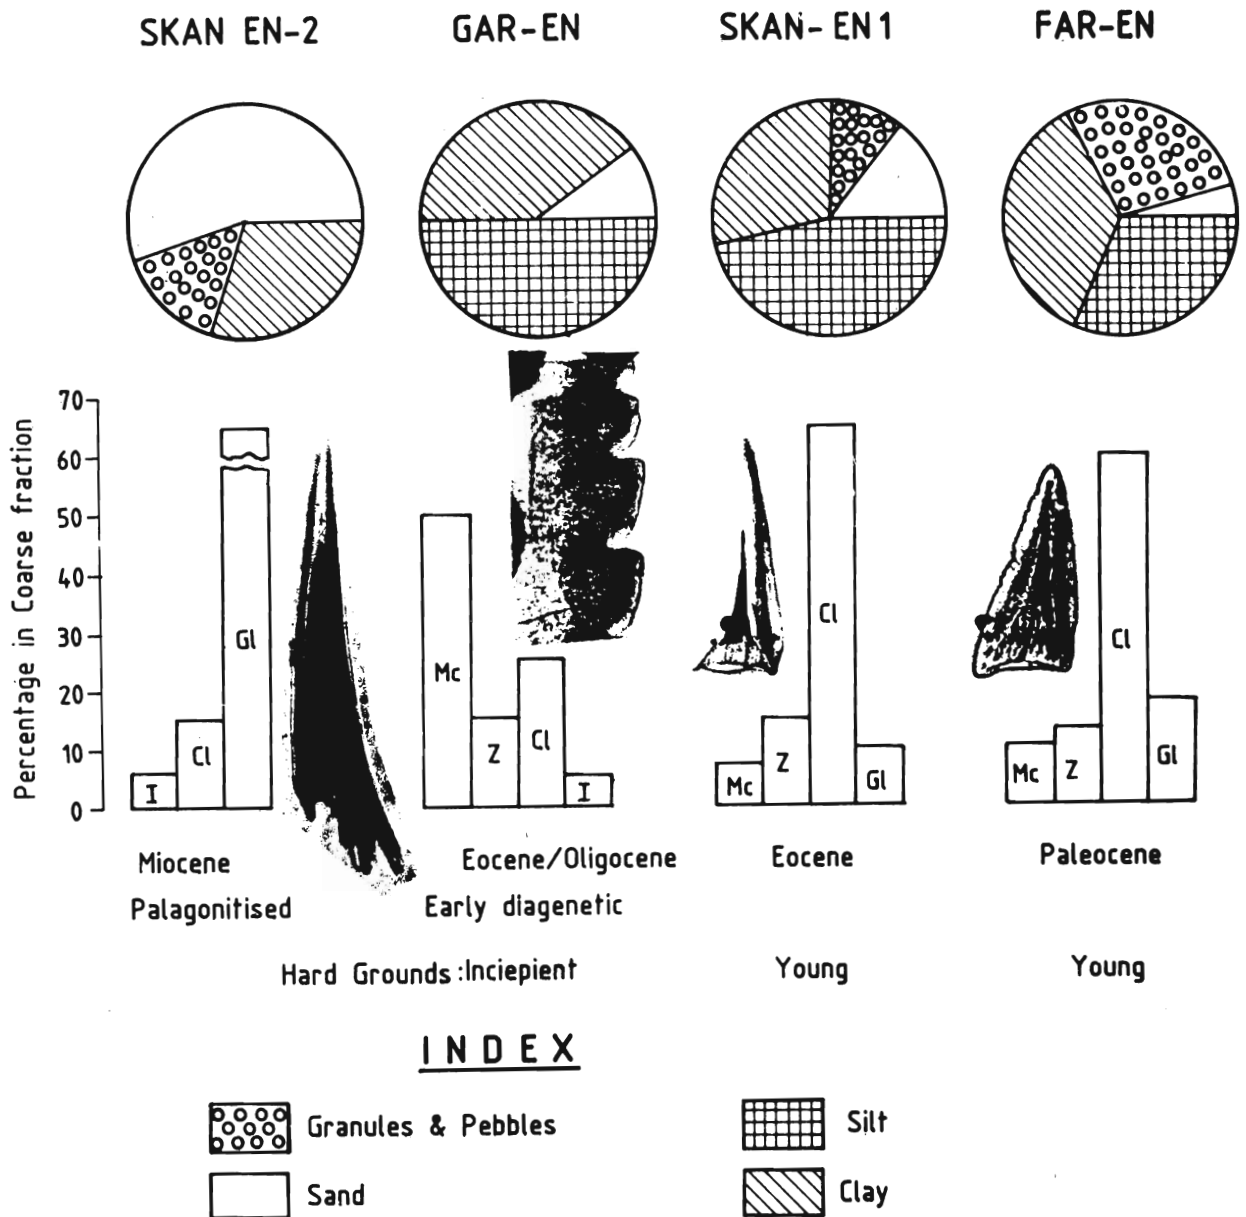 SKAN EN-2 GAR-EN SKAN-EN1 FAR-EN
Percentage in Coarse fraction
70
60
50
40
30
20
10
0
I Cl Gl
Mc Z Cl I
Mc Z Cl Gl
Mc Z Cl Gl
Miocene Eocene/Oligocene Eocene Paleocene
Palagonitised Early diagenetic
Hard Grounds :Inciepient Young Young
INDEX
Granules & Pebbles Silt
Sand Clay